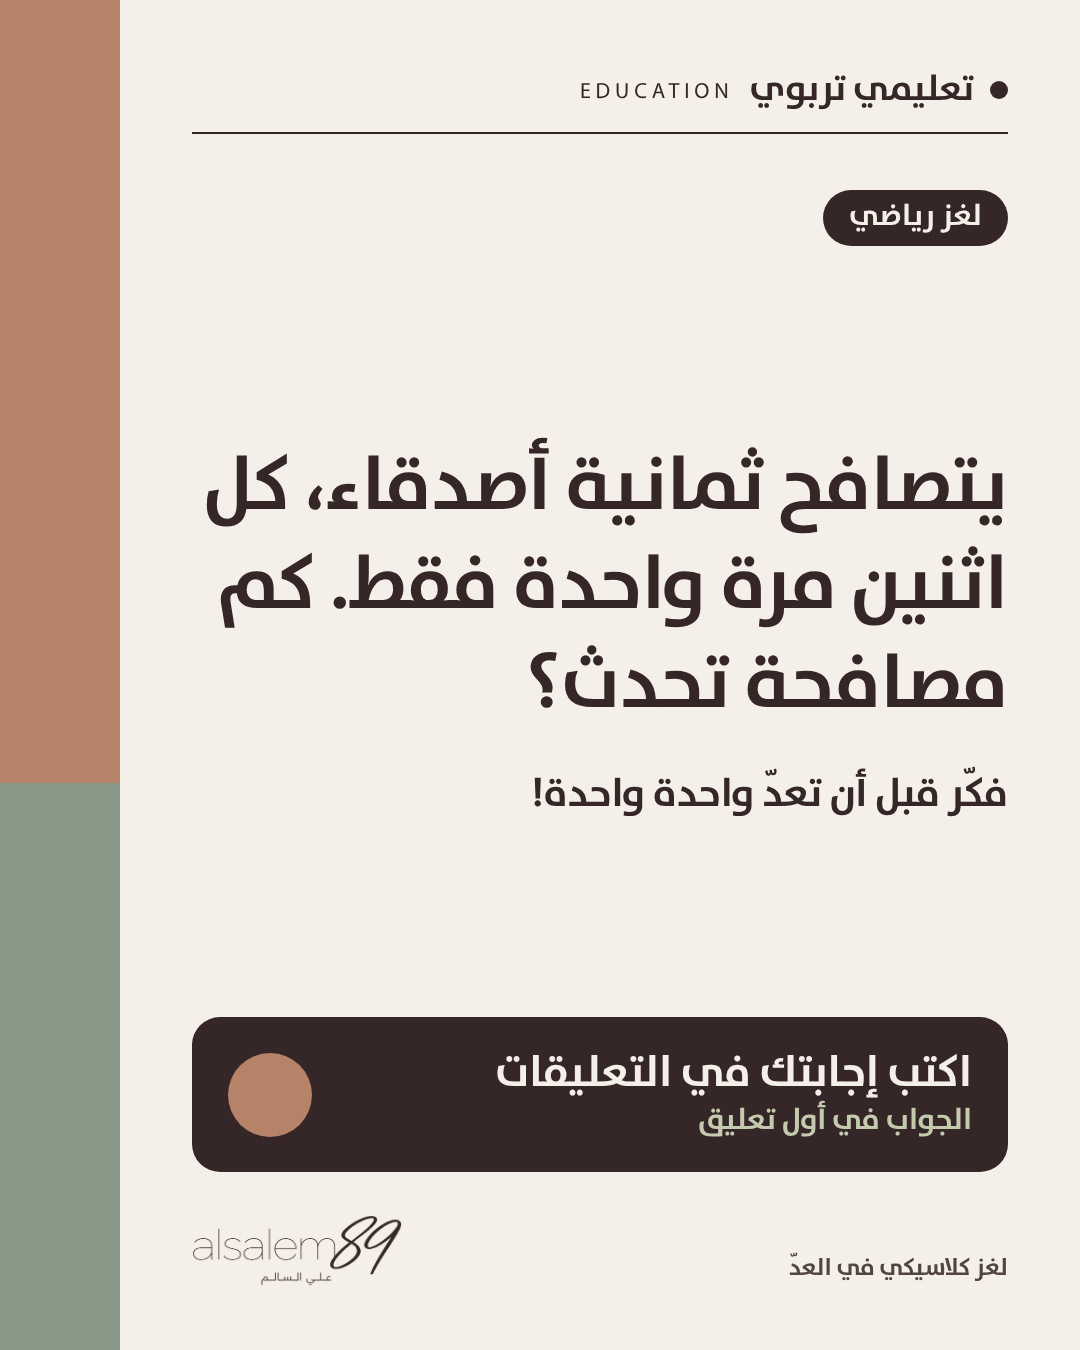 تعليمي تربوي EDUCATION
لغز رياضي
يتصافح ثمانية أصدقاء، كل
اثنين مرة واحدة فقط. كم
مصافحة تحدث؟
فكّر قبل أن تعدّ واحدة واحدة!
اكتب إجابتك في التعليقات
الجواب في أول تعليق
لغز كلاسيكي في العدّ
alsalem89
علي السالم